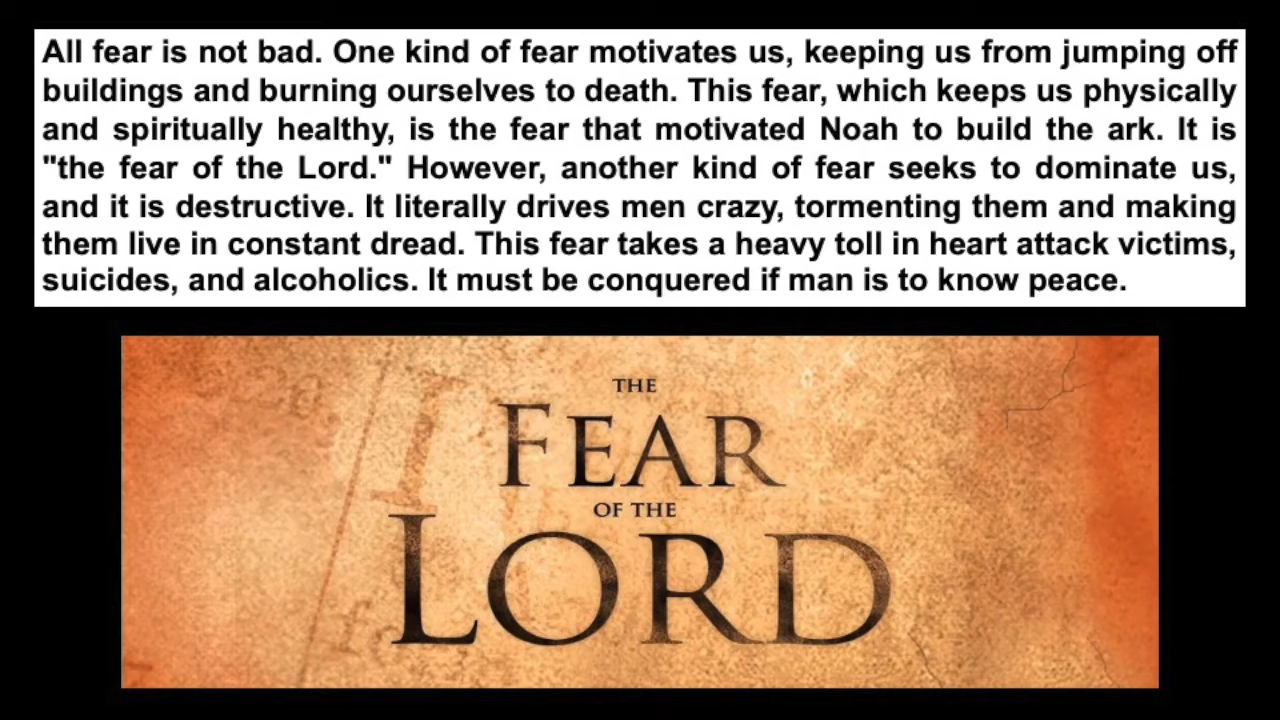 All fear is not bad. One kind of fear motivates us, keeping us from jumping off
buildings and burning ourselves to death. This fear, which keeps us physically
and spiritually healthy, is the fear that motivated Noah to build the ark. It is
"the fear of the Lord." However, another kind of fear seeks to dominate us,
and it is destructive. It literally drives men crazy, tormenting them and making
them live in constant dread. This fear takes a heavy toll in heart attack victims,
suicides, and alcoholics. It must be conquered if man is to know peace.
THE
FEAR
OF THE
LORD